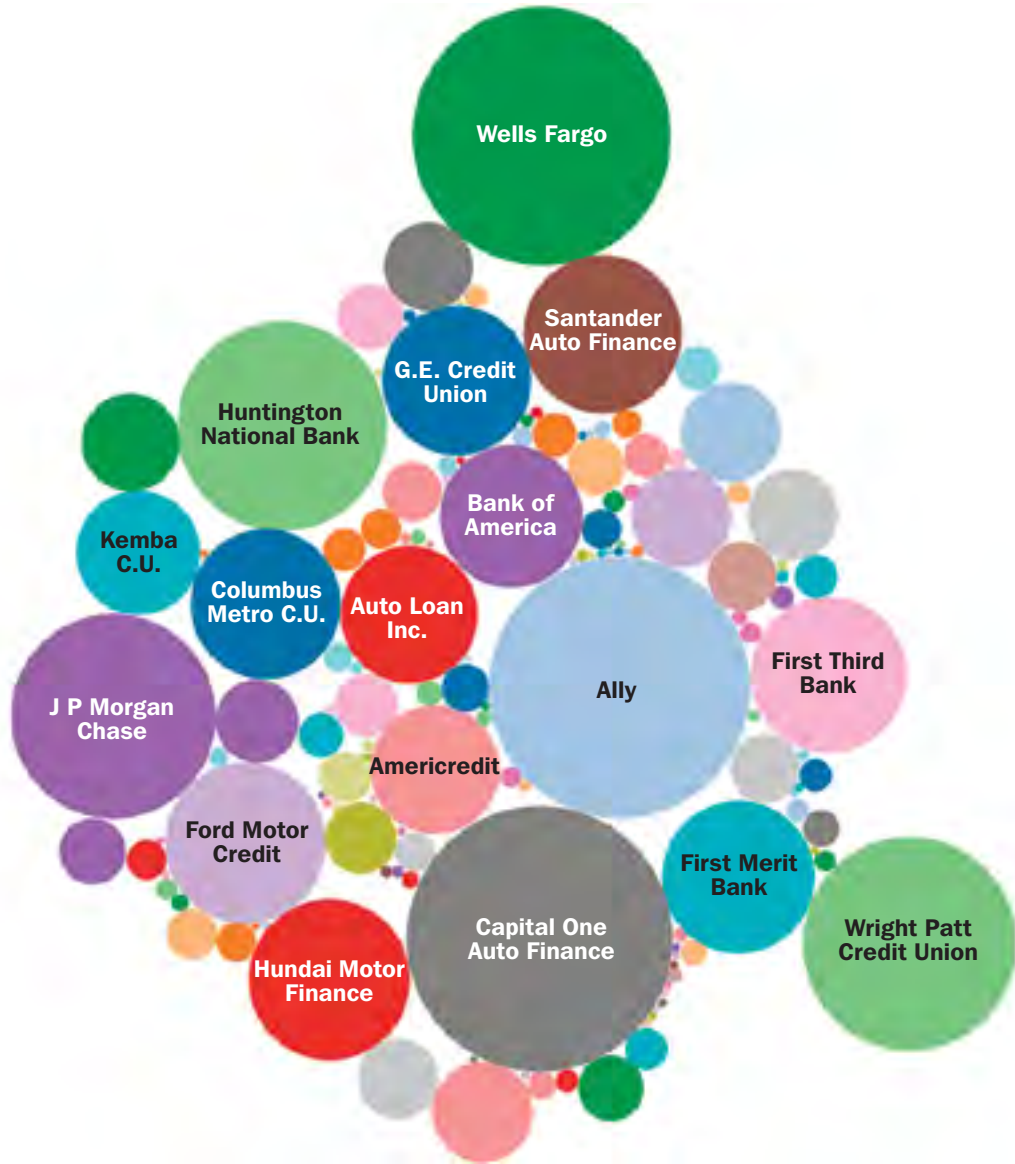 Wells Fargo
Santander
Auto Finance
G.E. Credit
Union
Huntington
National Bank
Bank of
America
Kemba
C.U.
Columbus
Metro C.U.
Auto Loan
Inc.
Ally
First Third
Bank
J P Morgan
Chase
Americredit
Ford Motor
Credit
First Merit
Bank
Capital One
Auto Finance
Wright Patt
Credit Union
Hundai Motor
Finance